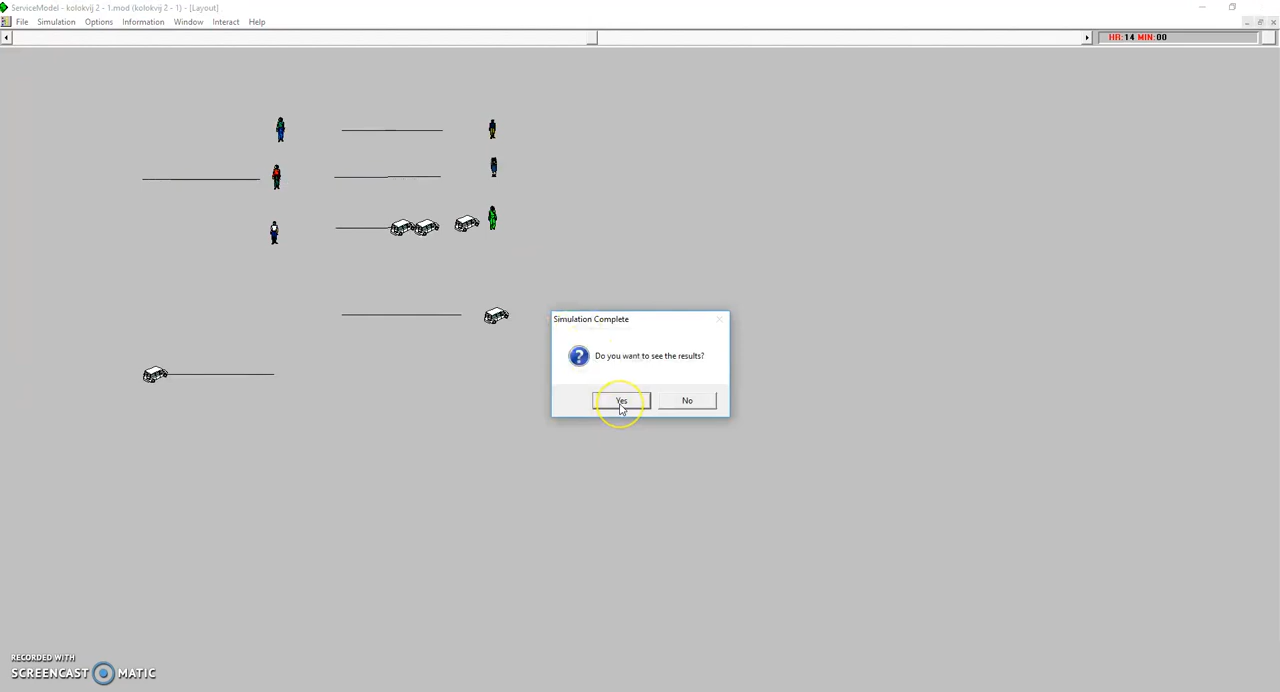 ServiceModel - kolokvij 2 - 1.mod (kolokvij 2 - 1) - [Layout]
File Simulation Options Information Window Interact Help
HR:14 MIN:00
Simulation Complete
Do you want to see the results?
Yes No
RECORDED WITH
SCREENCAST MATIC